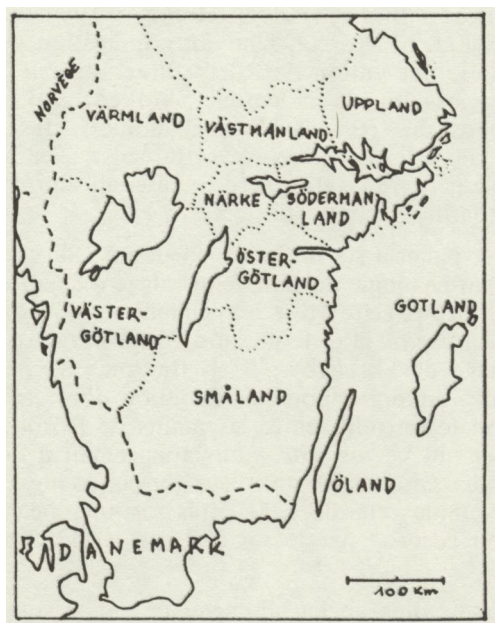 NORVÈGE
VÄRMLAND
VÄSTMANLAND
UPPLAND
NÄRKE
SÖDERMAN-
LAND
ÖSTER-
GÖTLAND
VÄSTER-
GÖTLAND
GOTLAND
SMÅLAND
ÖLAND
DANEMARK
100 Km